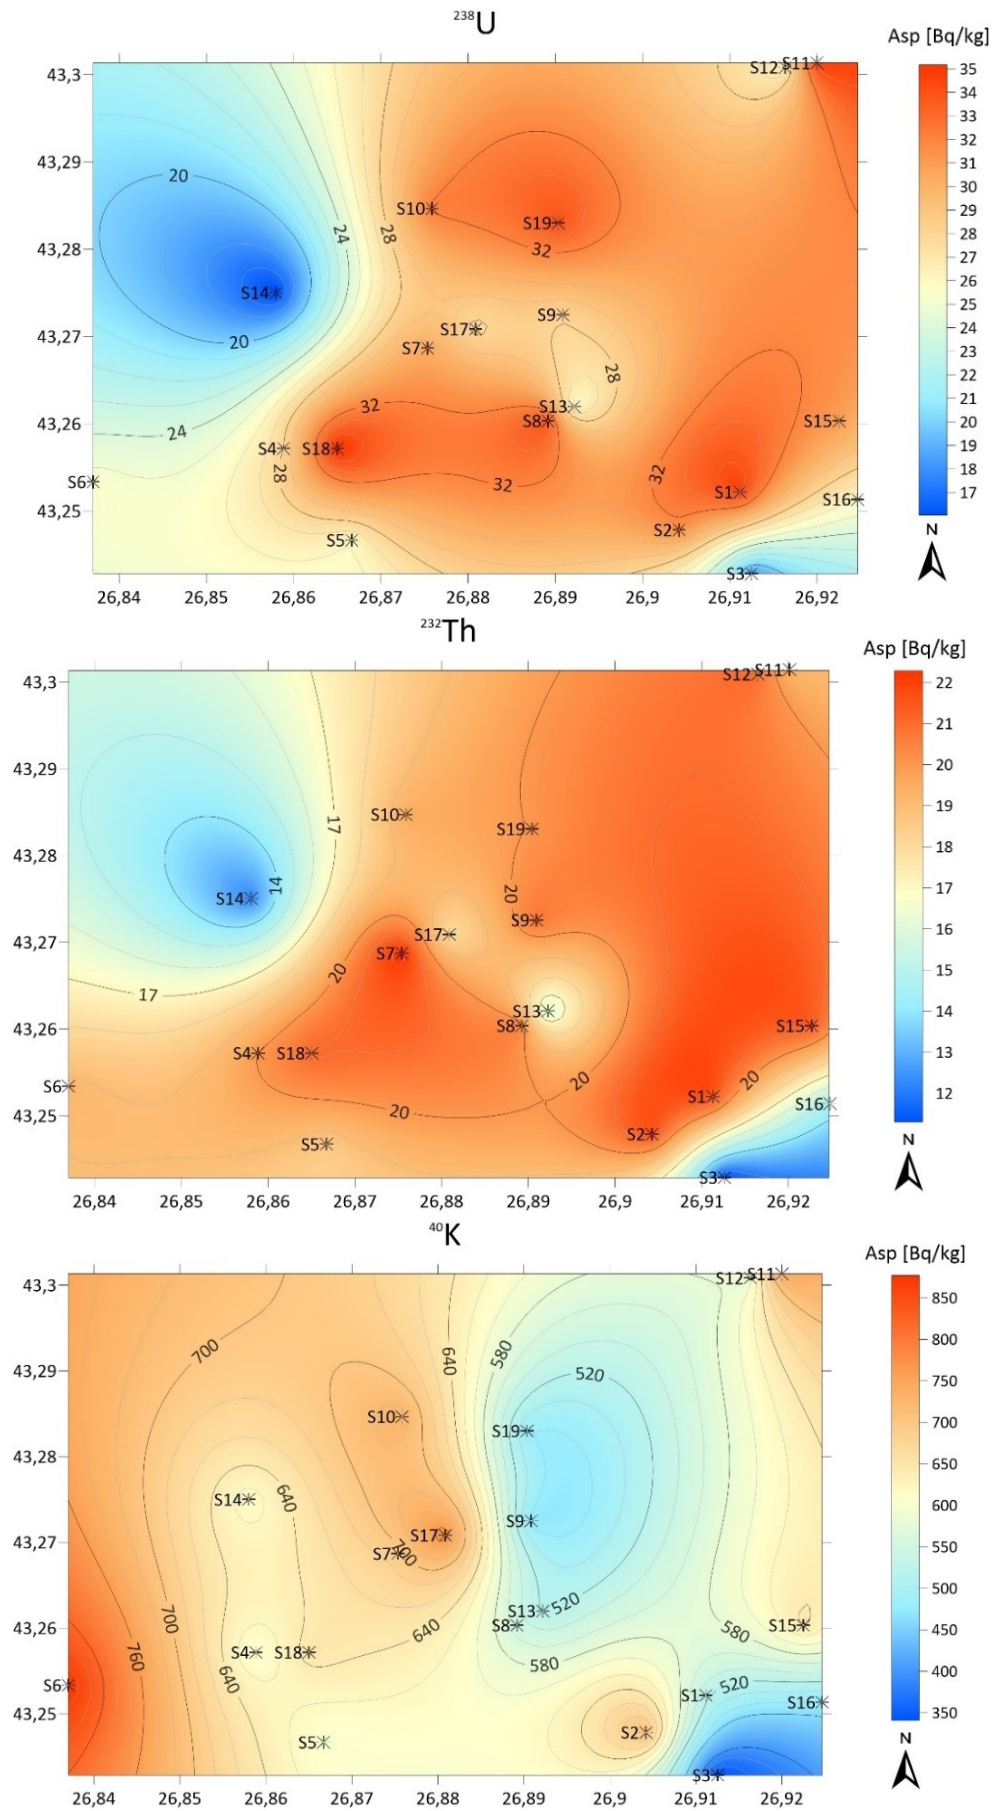 ²³⁸U
Asp [Bq/kg]
43,3
43,29
43,28
43,27
43,26
43,25
26,84 26,85 26,86 26,87 26,88 26,89 26,9 26,91 26,92
S12 S11
20
24
28
S10
S19
32
S14
20
S17
S9
S7
28
32
S13
S8
24
S4
S18
S15
S6
28
32
32
S1
S16
S5
S2
S3
35
34
33
32
31
30
29
28
27
26
25
24
23
22
21
20
19
18
17
N
²³²Th
Asp [Bq/kg]
43,3
43,29
43,28
43,27
43,26
43,25
26,84 26,85 26,86 26,87 26,88 26,89 26,9 26,91 26,92
S12 S11
17
S10
S19
14
S14
20
S9
S17
S7
20
17
S13
S8
S15
S4
S18
S6
20
20
20
S1
S16
S5
S2
S3
22
21
20
19
18
17
16
15
14
13
12
N
⁴⁰K
Asp [Bq/kg]
43,3
43,29
43,28
43,27
43,26
43,25
26,84 26,85 26,86 26,87 26,88 26,89 26,9 26,91 26,92
S12 S11
700
640
580
520
S10
S19
S14
640
S17
S9
S7
700
S13
520
S8
700
640
580
S15
760
S4
S18
640
580
S6
520
S1
S16
S5
S2
S3
850
800
750
700
650
600
550
500
450
400
350
N